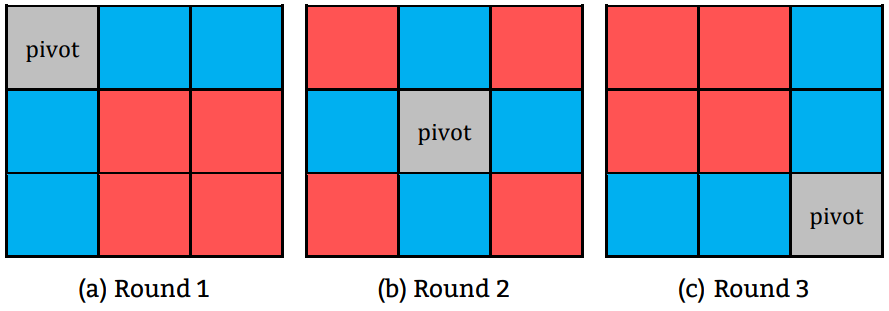 pivot
pivot
pivot
(a) Round 1
(b) Round 2
(c) Round 3